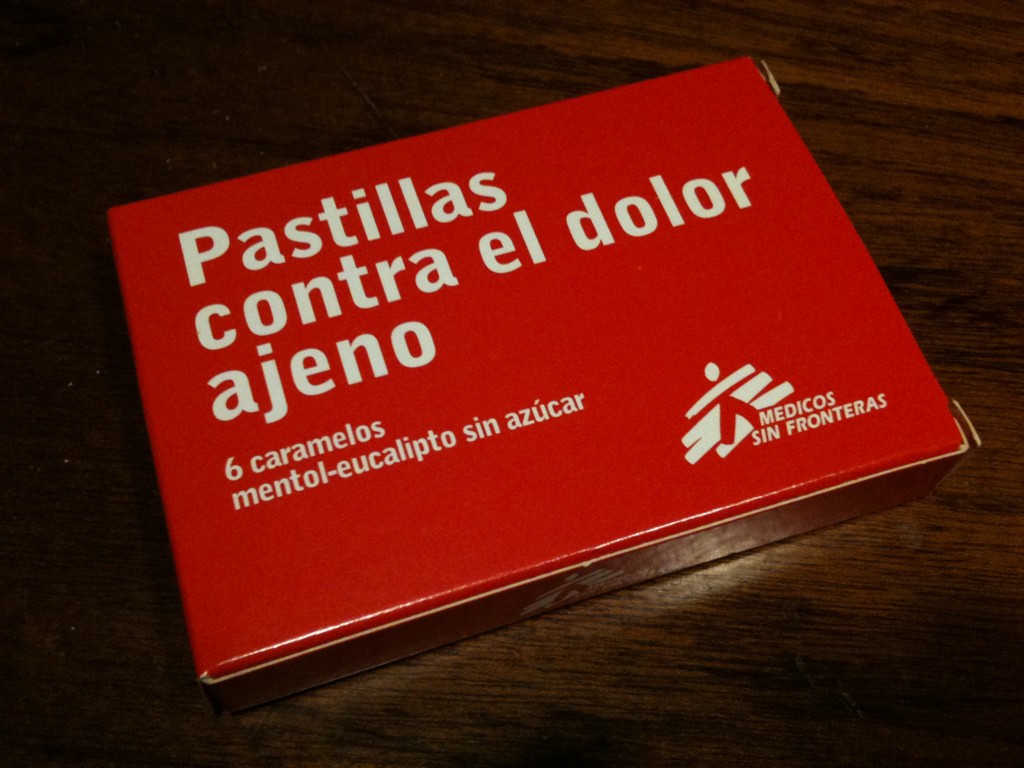 Pastillas
contra el dolor
ajeno
6 caramelos
mentol-eucalipto sin azúcar
MEDICOS
SIN FRONTERAS